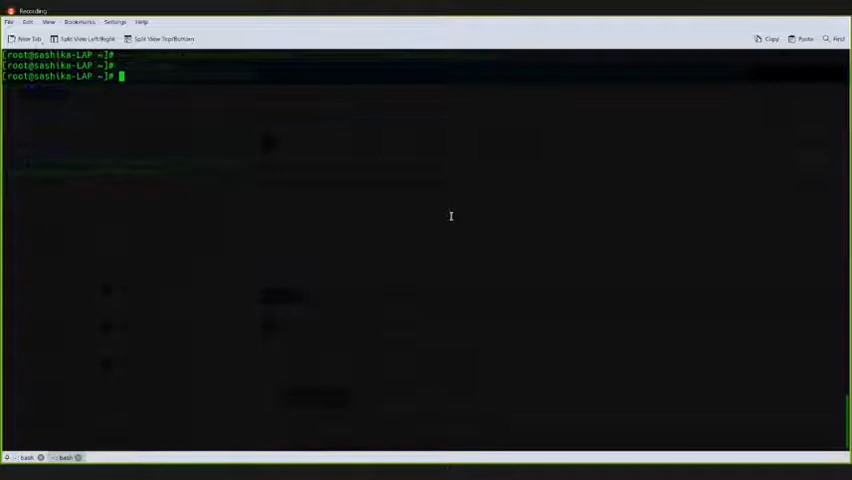 Recording
File Edit View Bookmarks Settings Help
New Tab Split View Left/Right Split View Top/Bottom Copy Paste Find
[root@sashika-LAP ~]#
[root@sashika-LAP ~]#
[root@sashika-LAP ~]#
~: bash ~: bash